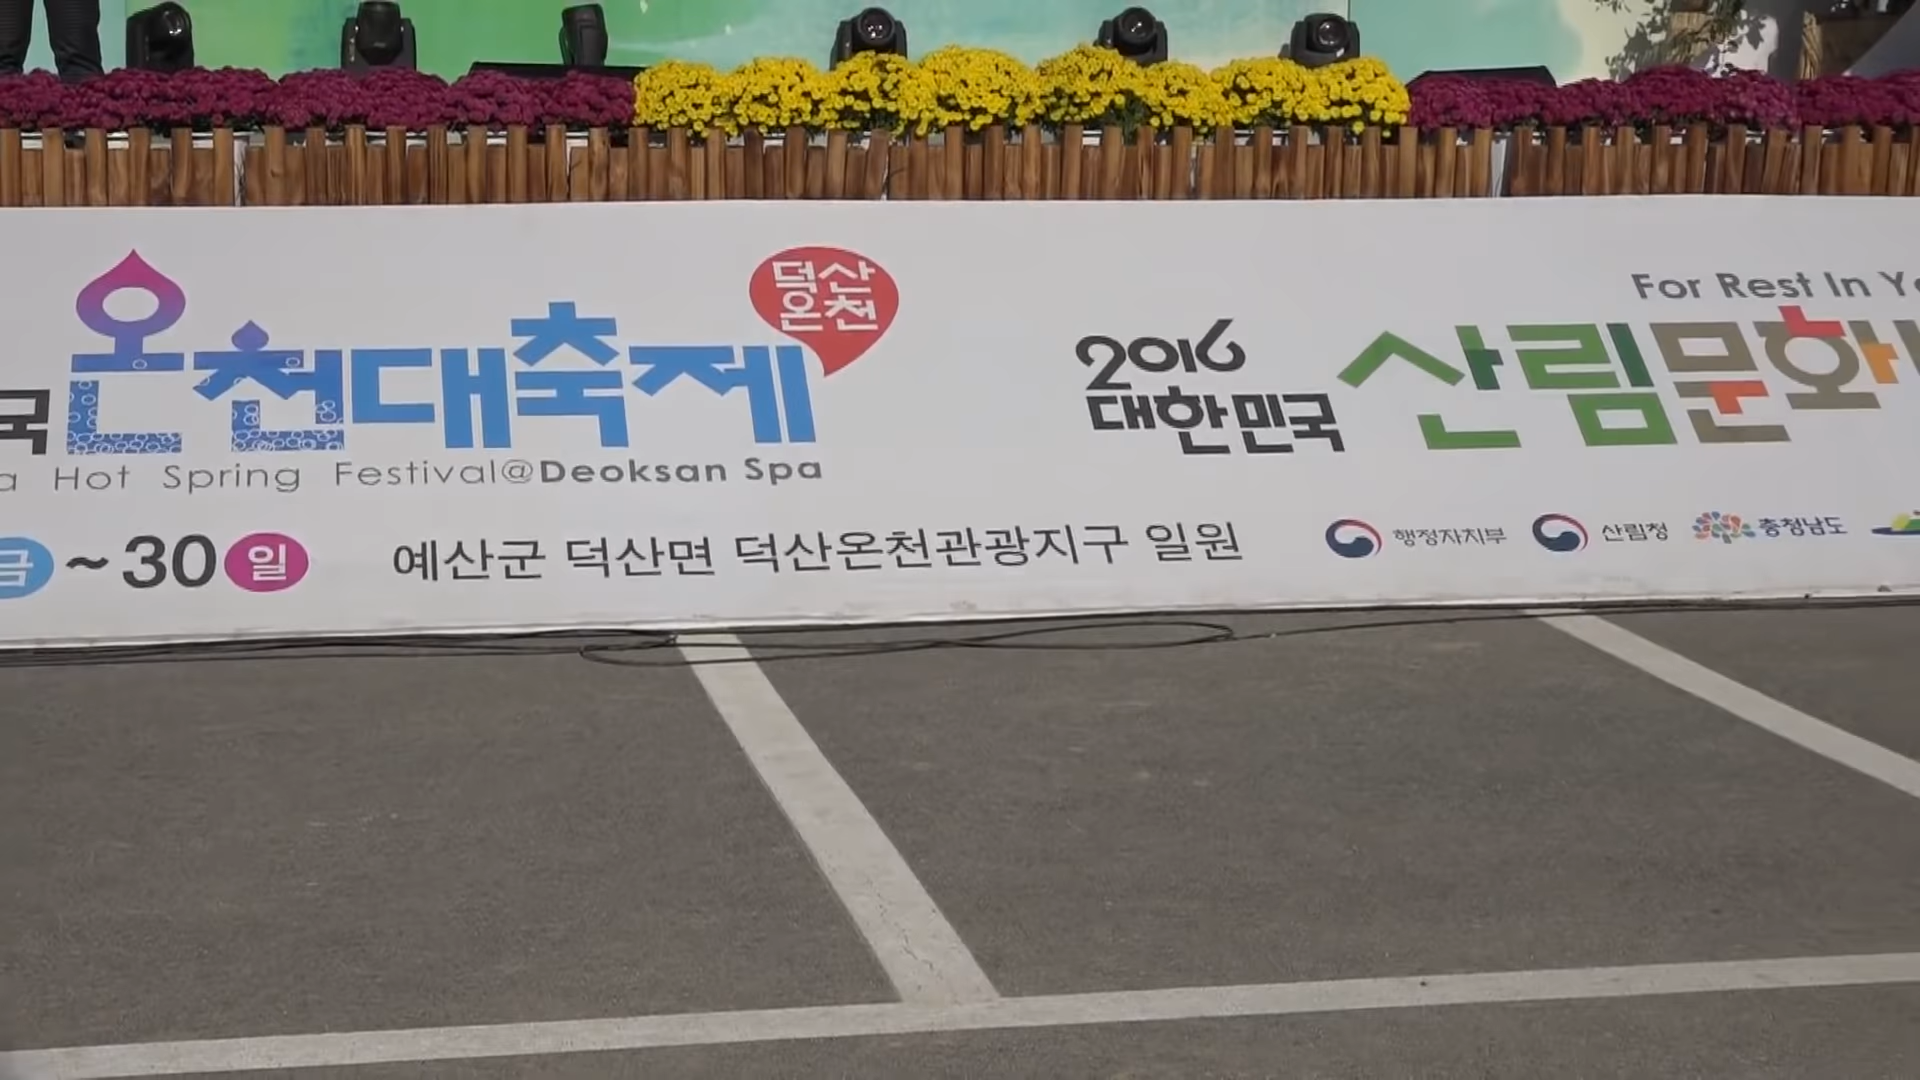 덕산
온천
국 온천대축제
Hot Spring Festival@Deoksan Spa
금 ~30 일 예산군 덕산면 덕산온천관광지구 일원
For Rest In
2016
대한민국
산림문화
행정자치부 산림청 충청남도